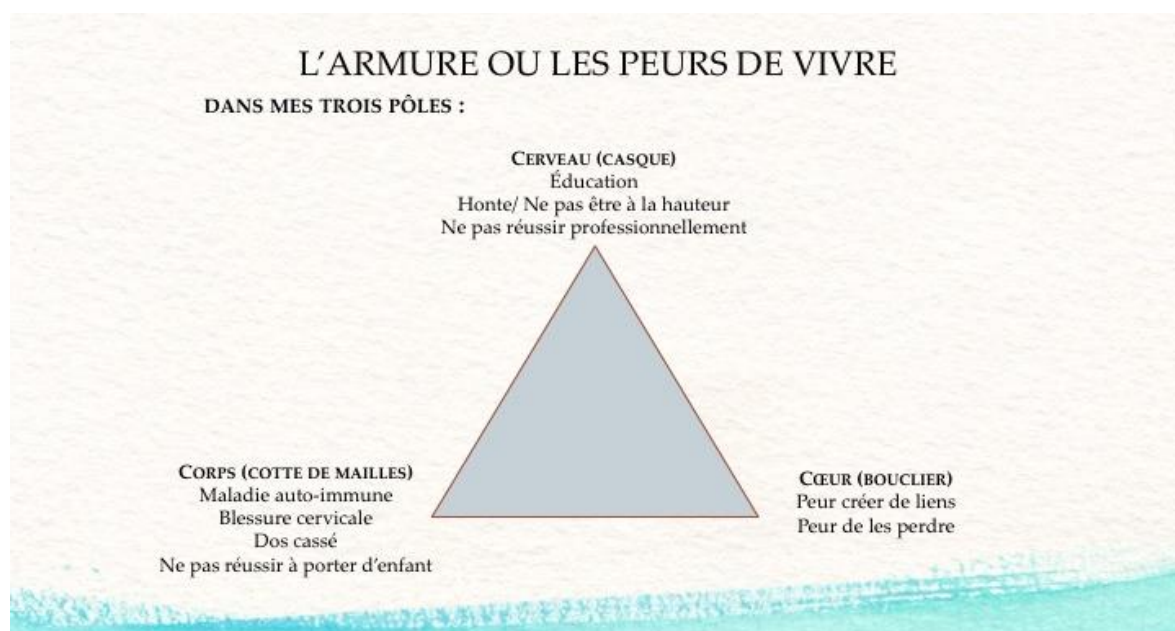 L'ARMURE OU LES PEURS DE VIVRE
DANS MES TROIS PÔLES :
CERVEAU (CASQUE)
Éducation
Honte/ Ne pas être à la hauteur
Ne pas réussir professionnellement
CORPS (COTTE DE MAILLES)
Maladie auto-immune
Blessure cervicale
Dos cassé
Ne pas réussir à porter d'enfant
CŒUR (BOUCLIER)
Peur créer de liens
Peur de les perdre